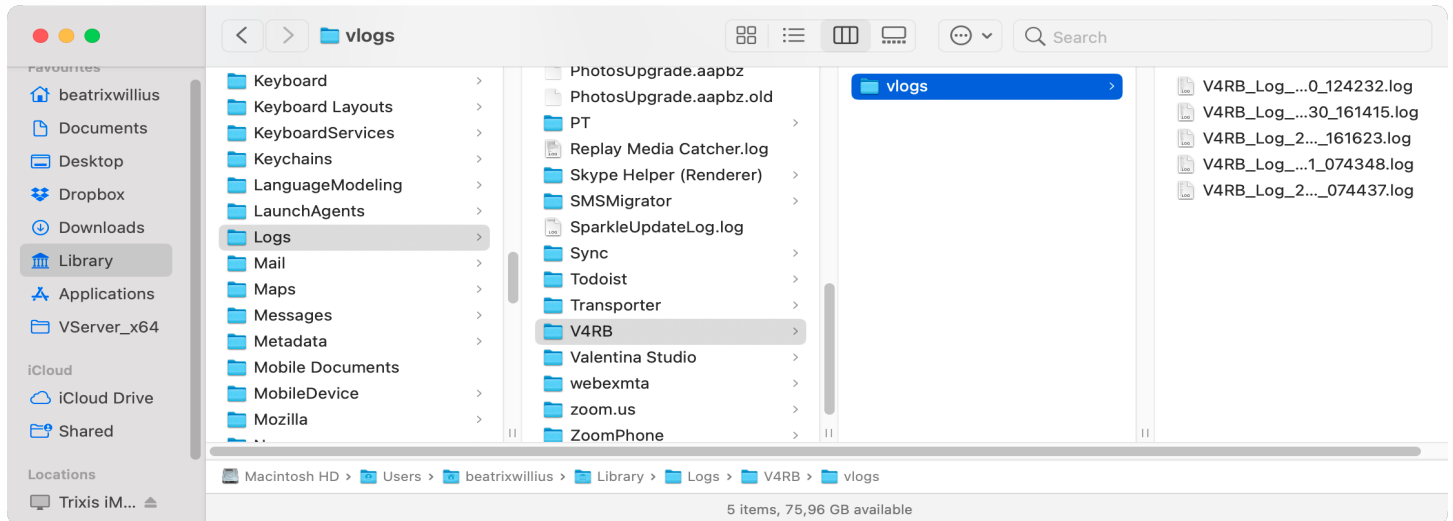 vlogs
Search
Favourites
beatrixwillius
Documents
Desktop
Dropbox
Downloads
Library
Applications
VServer_x64
iCloud
iCloud Drive
Shared
Locations
Trixis iM...
Keyboard
Keyboard Layouts
KeyboardServices
Keychains
LanguageModeling
LaunchAgents
Logs
Mail
Maps
Messages
Metadata
Mobile Documents
MobileDevice
Mozilla
PhotosUpgrade.aapbz
PhotosUpgrade.aapbz.old
PT
Replay Media Catcher.log
Skype Helper (Renderer)
SMSMigrator
SparkleUpdateLog.log
Sync
Todoist
Transporter
V4RB
Valentina Studio
webexmta
zoom.us
ZoomPhone
vlogs
V4RB_Log_...0_124232.log
V4RB_Log_...30_161415.log
V4RB_Log_2..._161623.log
V4RB_Log_...1_074348.log
V4RB_Log_2..._074437.log
Macintosh HD › Users › beatrixwillius › Library › Logs › V4RB › vlogs
5 items, 75,96 GB available